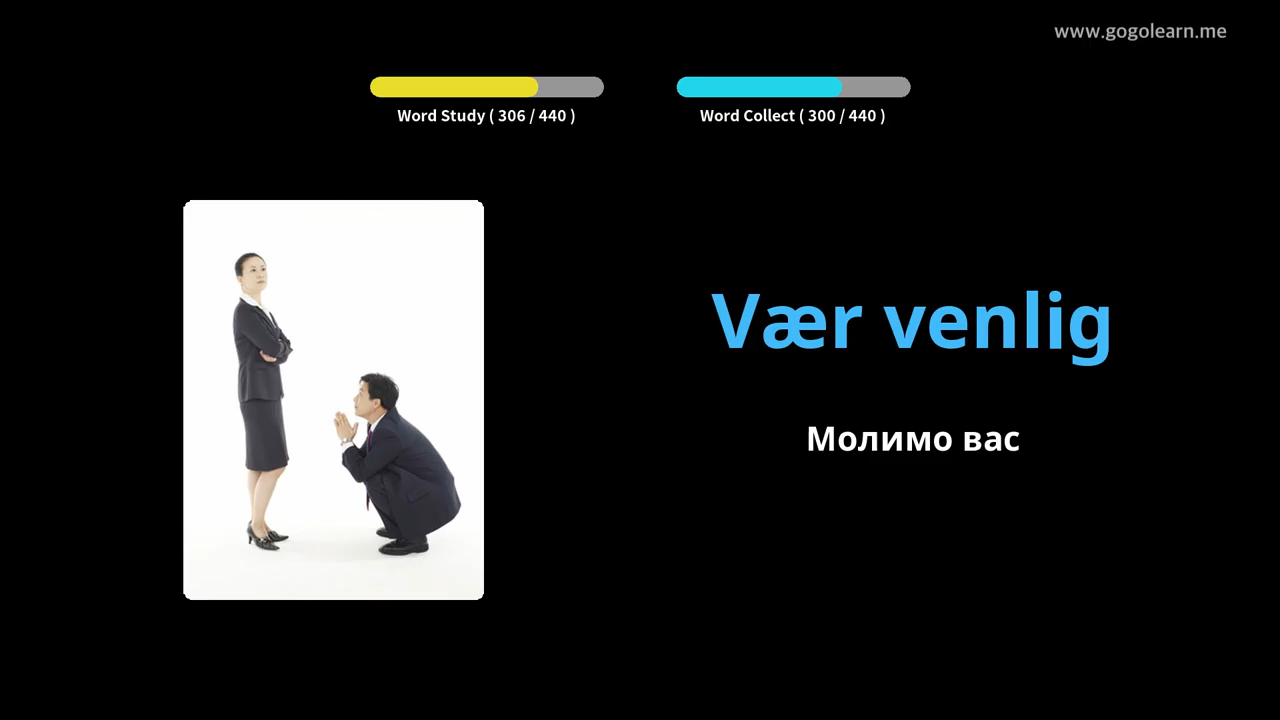 www.gogolearn.me
Word Study ( 306 / 440 )
Word Collect ( 300 / 440 )
Vær venlig
Молимо вас